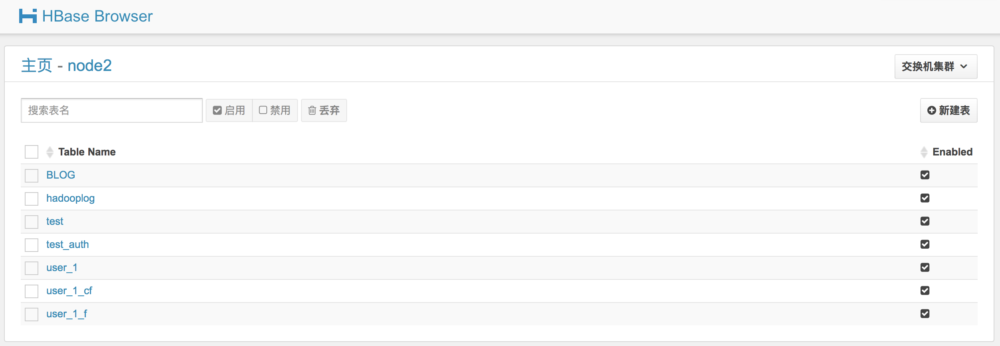 HBase Browser
主页 - node2
交换机集群
搜索表名 启用 禁用 丢弃 新建表
Table Name Enabled
BLOG
hadooplog
test
test_auth
user_1
user_1_cf
user_1_f